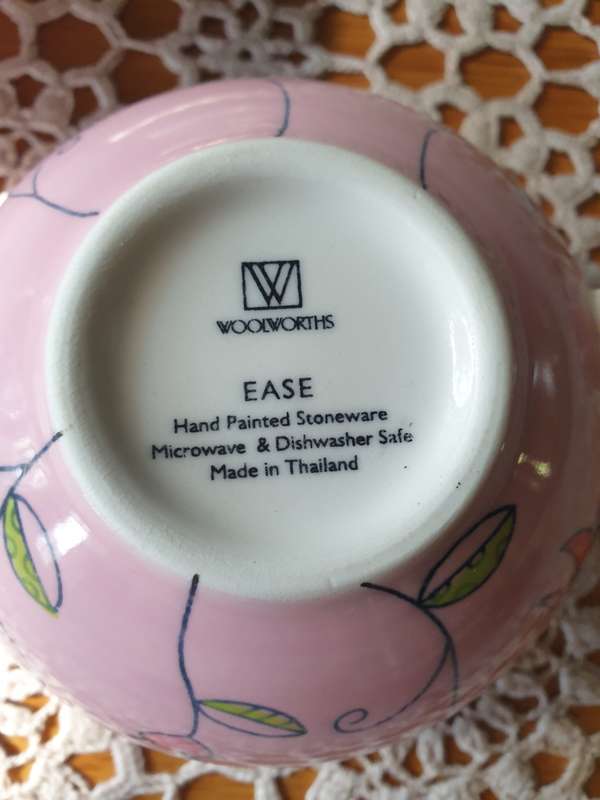 W
WOOLWORTHS
EASE
Hand Painted Stoneware
Microwave & Dishwasher Safe
Made in Thailand